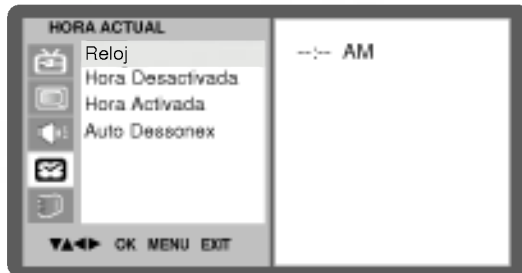 HORA ACTUAL
Reloj
Hora Desactivada
Hora Activada
Auto Dessonex
▼▲◀▶ OK MENU EXIT
--:-- AM